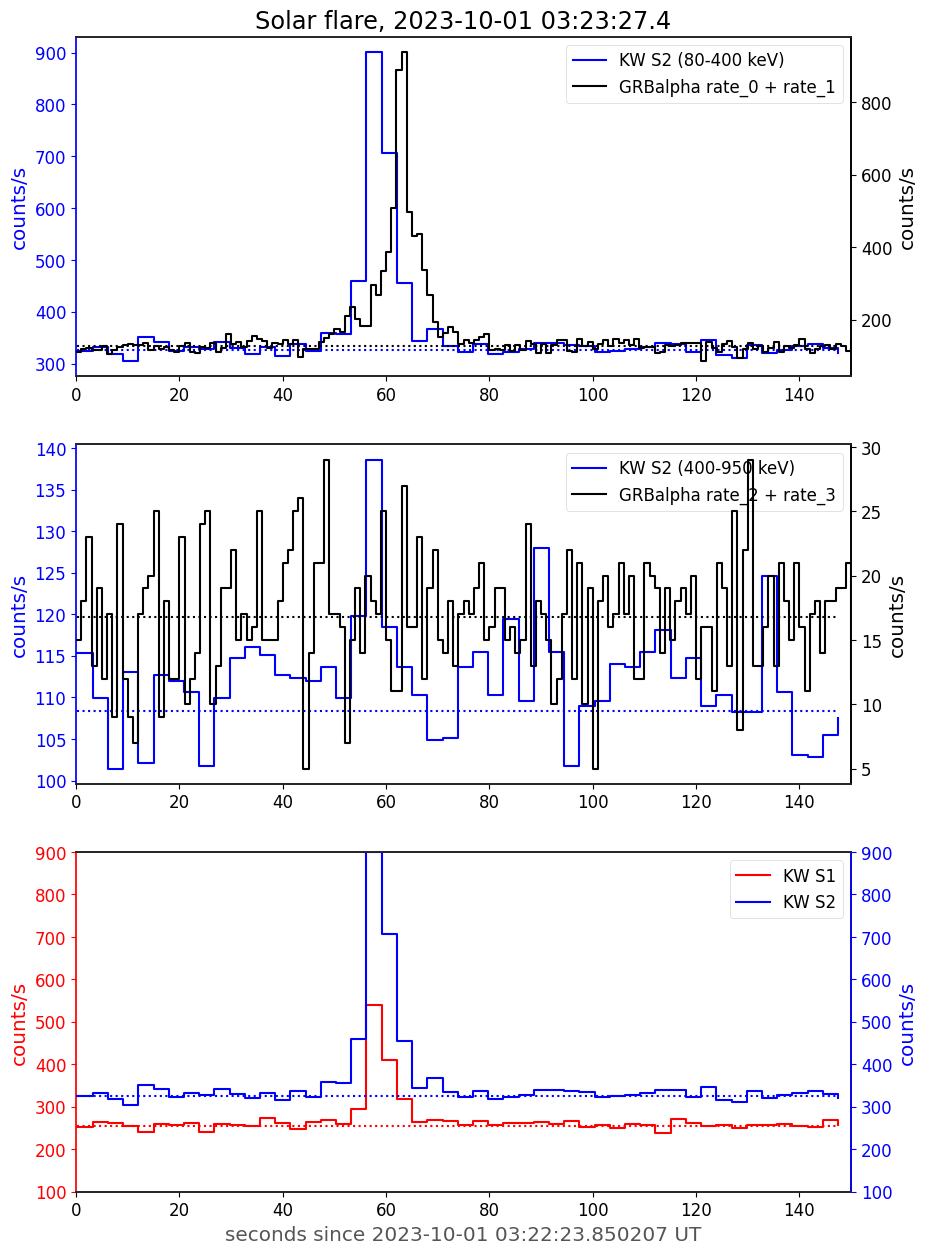 Solar flare, 2023-10-01 03:23:27.4
900
800
700
600
500
400
300
counts/s
KW S2 (80-400 keV)
GRBalpha rate_0 + rate_1
800
600
400
200
counts/s
0 20 40 60 80 100 120 140
140
135
130
125
120
115
110
105
100
counts/s
KW S2 (400-950 keV)
GRBalpha rate_2 + rate_3
30
25
20
15
10
5
counts/s
0 20 40 60 80 100 120 140
900
800
700
600
500
400
300
200
100
counts/s
KW S1
KW S2
900
800
700
600
500
400
300
200
100
counts/s
0 20 40 60 80 100 120 140
seconds since 2023-10-01 03:22:23.850207 UT